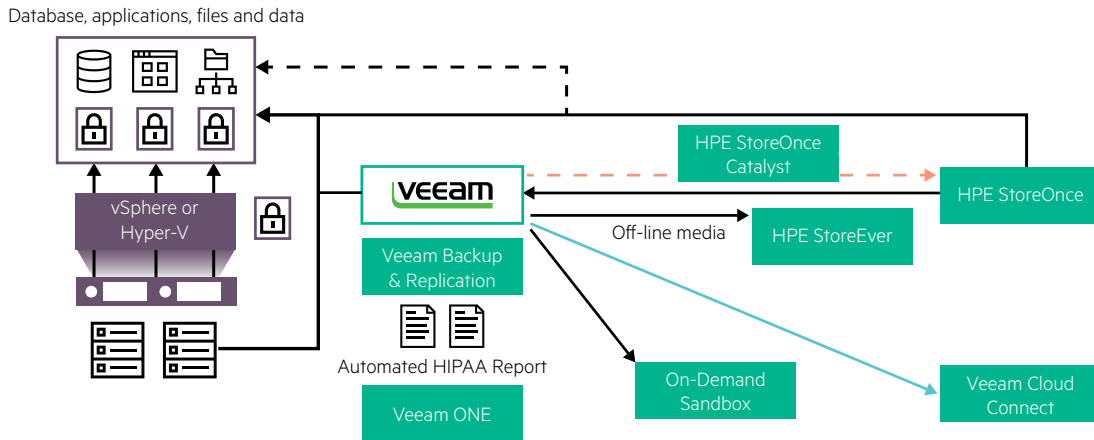 Database, applications, files and data
vSphere or
Hyper-V
HPE StoreOnce
Catalyst
veeam
HPE StoreOnce
Off-line media
HPE StoreEver
Veeam Backup
& Replication
Automated HIPAA Report
Veeam ONE
On-Demand
Sandbox
Veeam Cloud
Connect